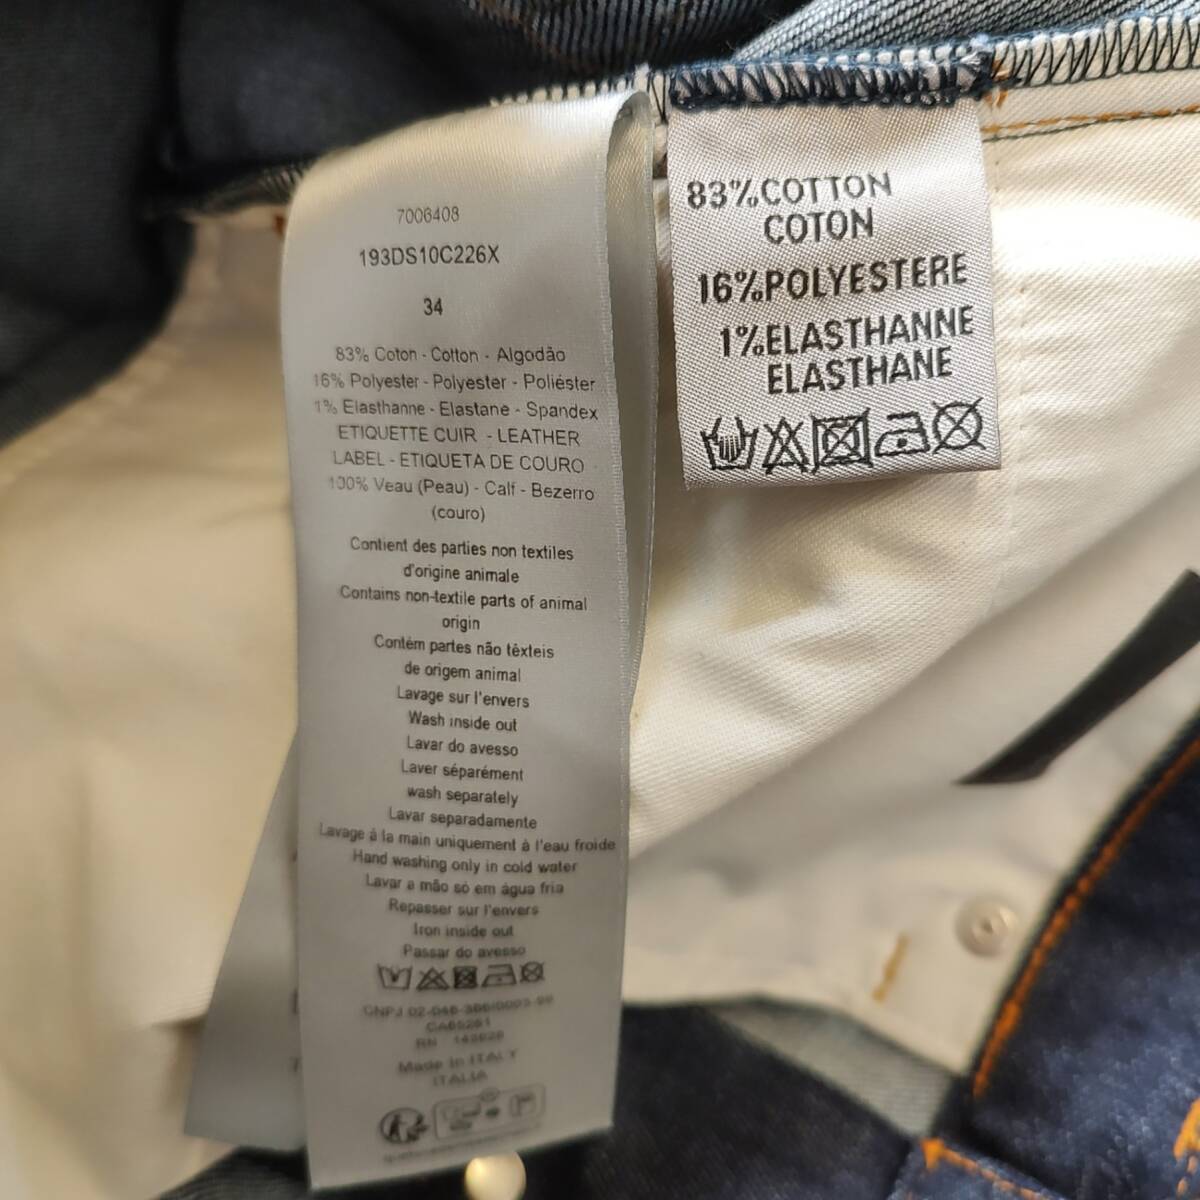 7006408
193DS10C226X
34
83% Coton - Cotton - Algodão
16% Polyester - Polyester - Poliéster
1% Elasthanne - Elastane - Spandex
ETIQUETTE CUIR - LEATHER
LABEL - ETIQUETA DE COURO
100% Veau (Peau) - Calf - Bezerro
(couro)
Contient des parties non textiles
d'origine animale
Contains non-textile parts of animal
origin
Contém partes não têxteis
de origem animal
Lavage sur l'envers
Wash inside out
Lavar do avesso
Laver séparément
wash separately
Lavar separadamente
Lavage à la main uniquement à l'eau froide
Hand washing only in cold water
Lavar a mão só em água fria
Repasser sur l'envers
Iron inside out
Passar do avesso
CNPJ
RN
Made in ITALY
ITALIA
83%COTTON
COTON
16%POLYESTERE
1%ELASTHANNE
ELASTHANE